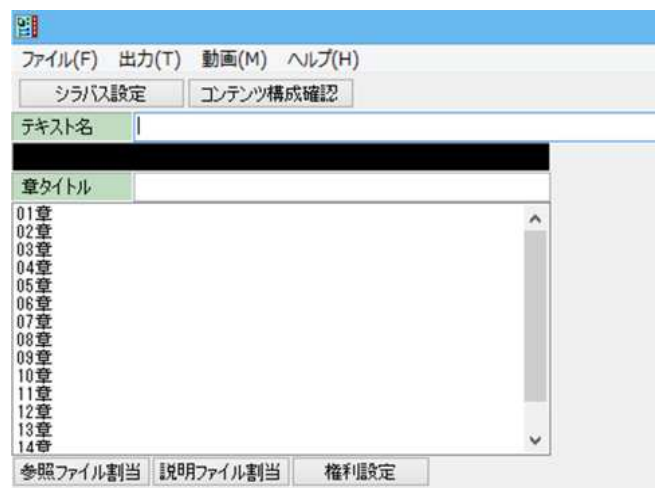 ファイル(F) 出力(T) 動画(M) ヘルプ(H)
シラバス設定 コンテンツ構成確認
テキスト名
章タイトル
01章
02章
03章
04章
05章
06章
07章
08章
09章
10章
11章
12章
13章
14章
参照ファイル割当 説明ファイル割当 権利設定